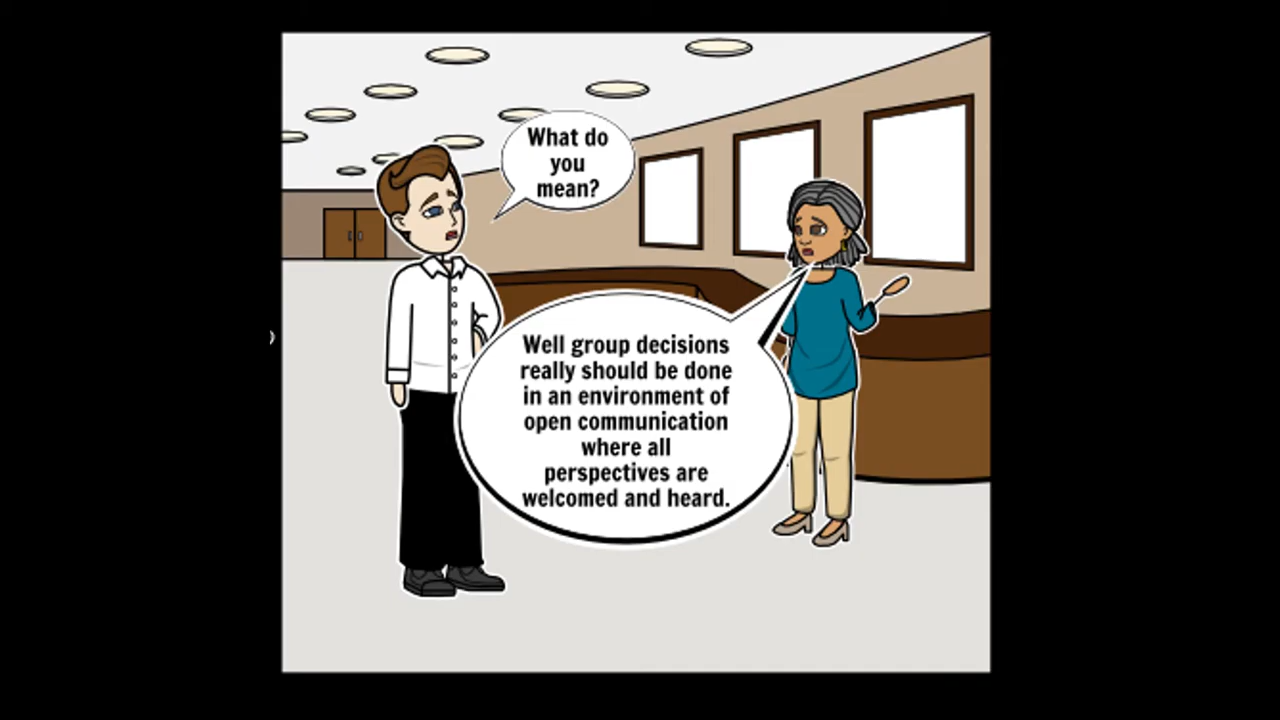 What do
you
mean?
Well group decisions
really should be done
in an environment of
open communication
where all
perspectives are
welcomed and heard.